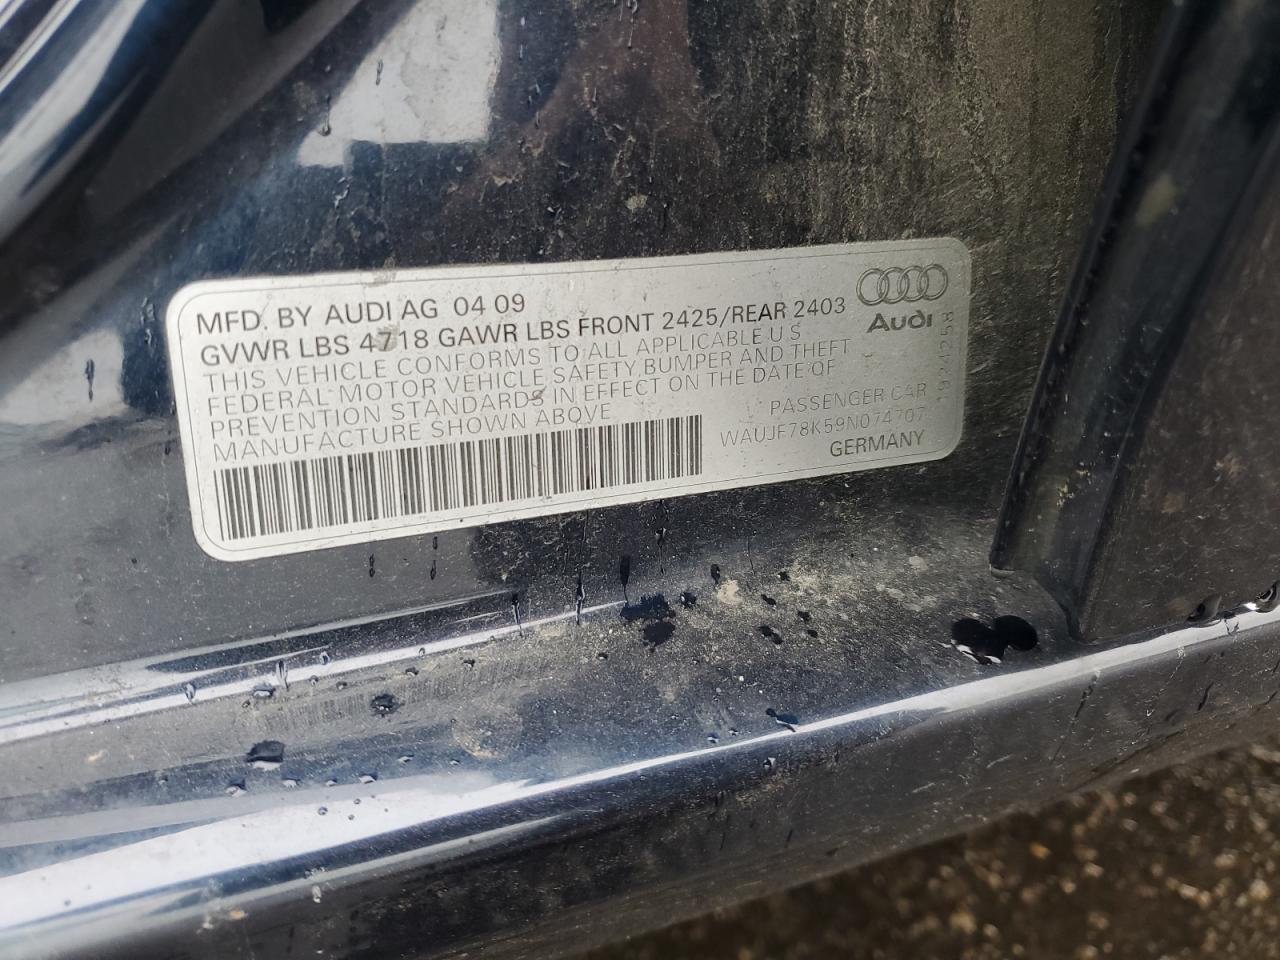 MFD. BY AUDI AG 04 09
GVWR LBS 4718 GAWR LBS FRONT 2425/REAR 2403
THIS VEHICLE CONFORMS TO ALL APPLICABLE U S
FEDERAL MOTOR VEHICLE SAFETY, BUMPER AND THEFT
PREVENTION STANDARDS IN EFFECT ON THE DATE OF
MANUFACTURE SHOWN ABOVE
Audi
PASSENGER CAR
WAUJF78K59N074707
GERMANY